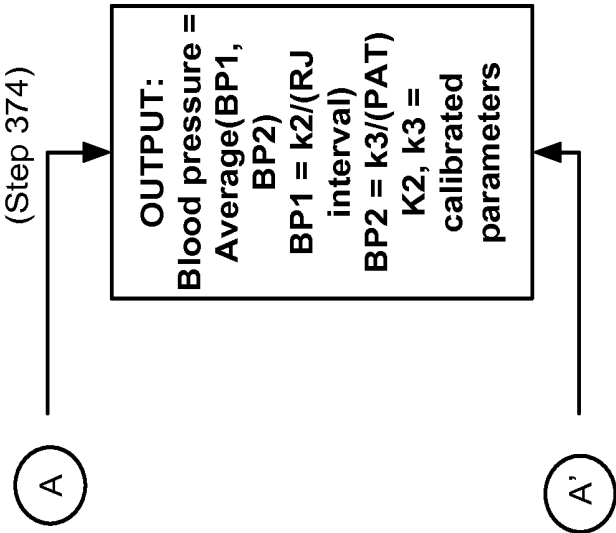 (Step 374)
OUTPUT:
Blood pressure =
Average(BP1,
BP2)
BP1 = k2/(RJ
interval)
BP2 = k3/(PAT)
K2, k3 =
calibrated
parameters
A
A'